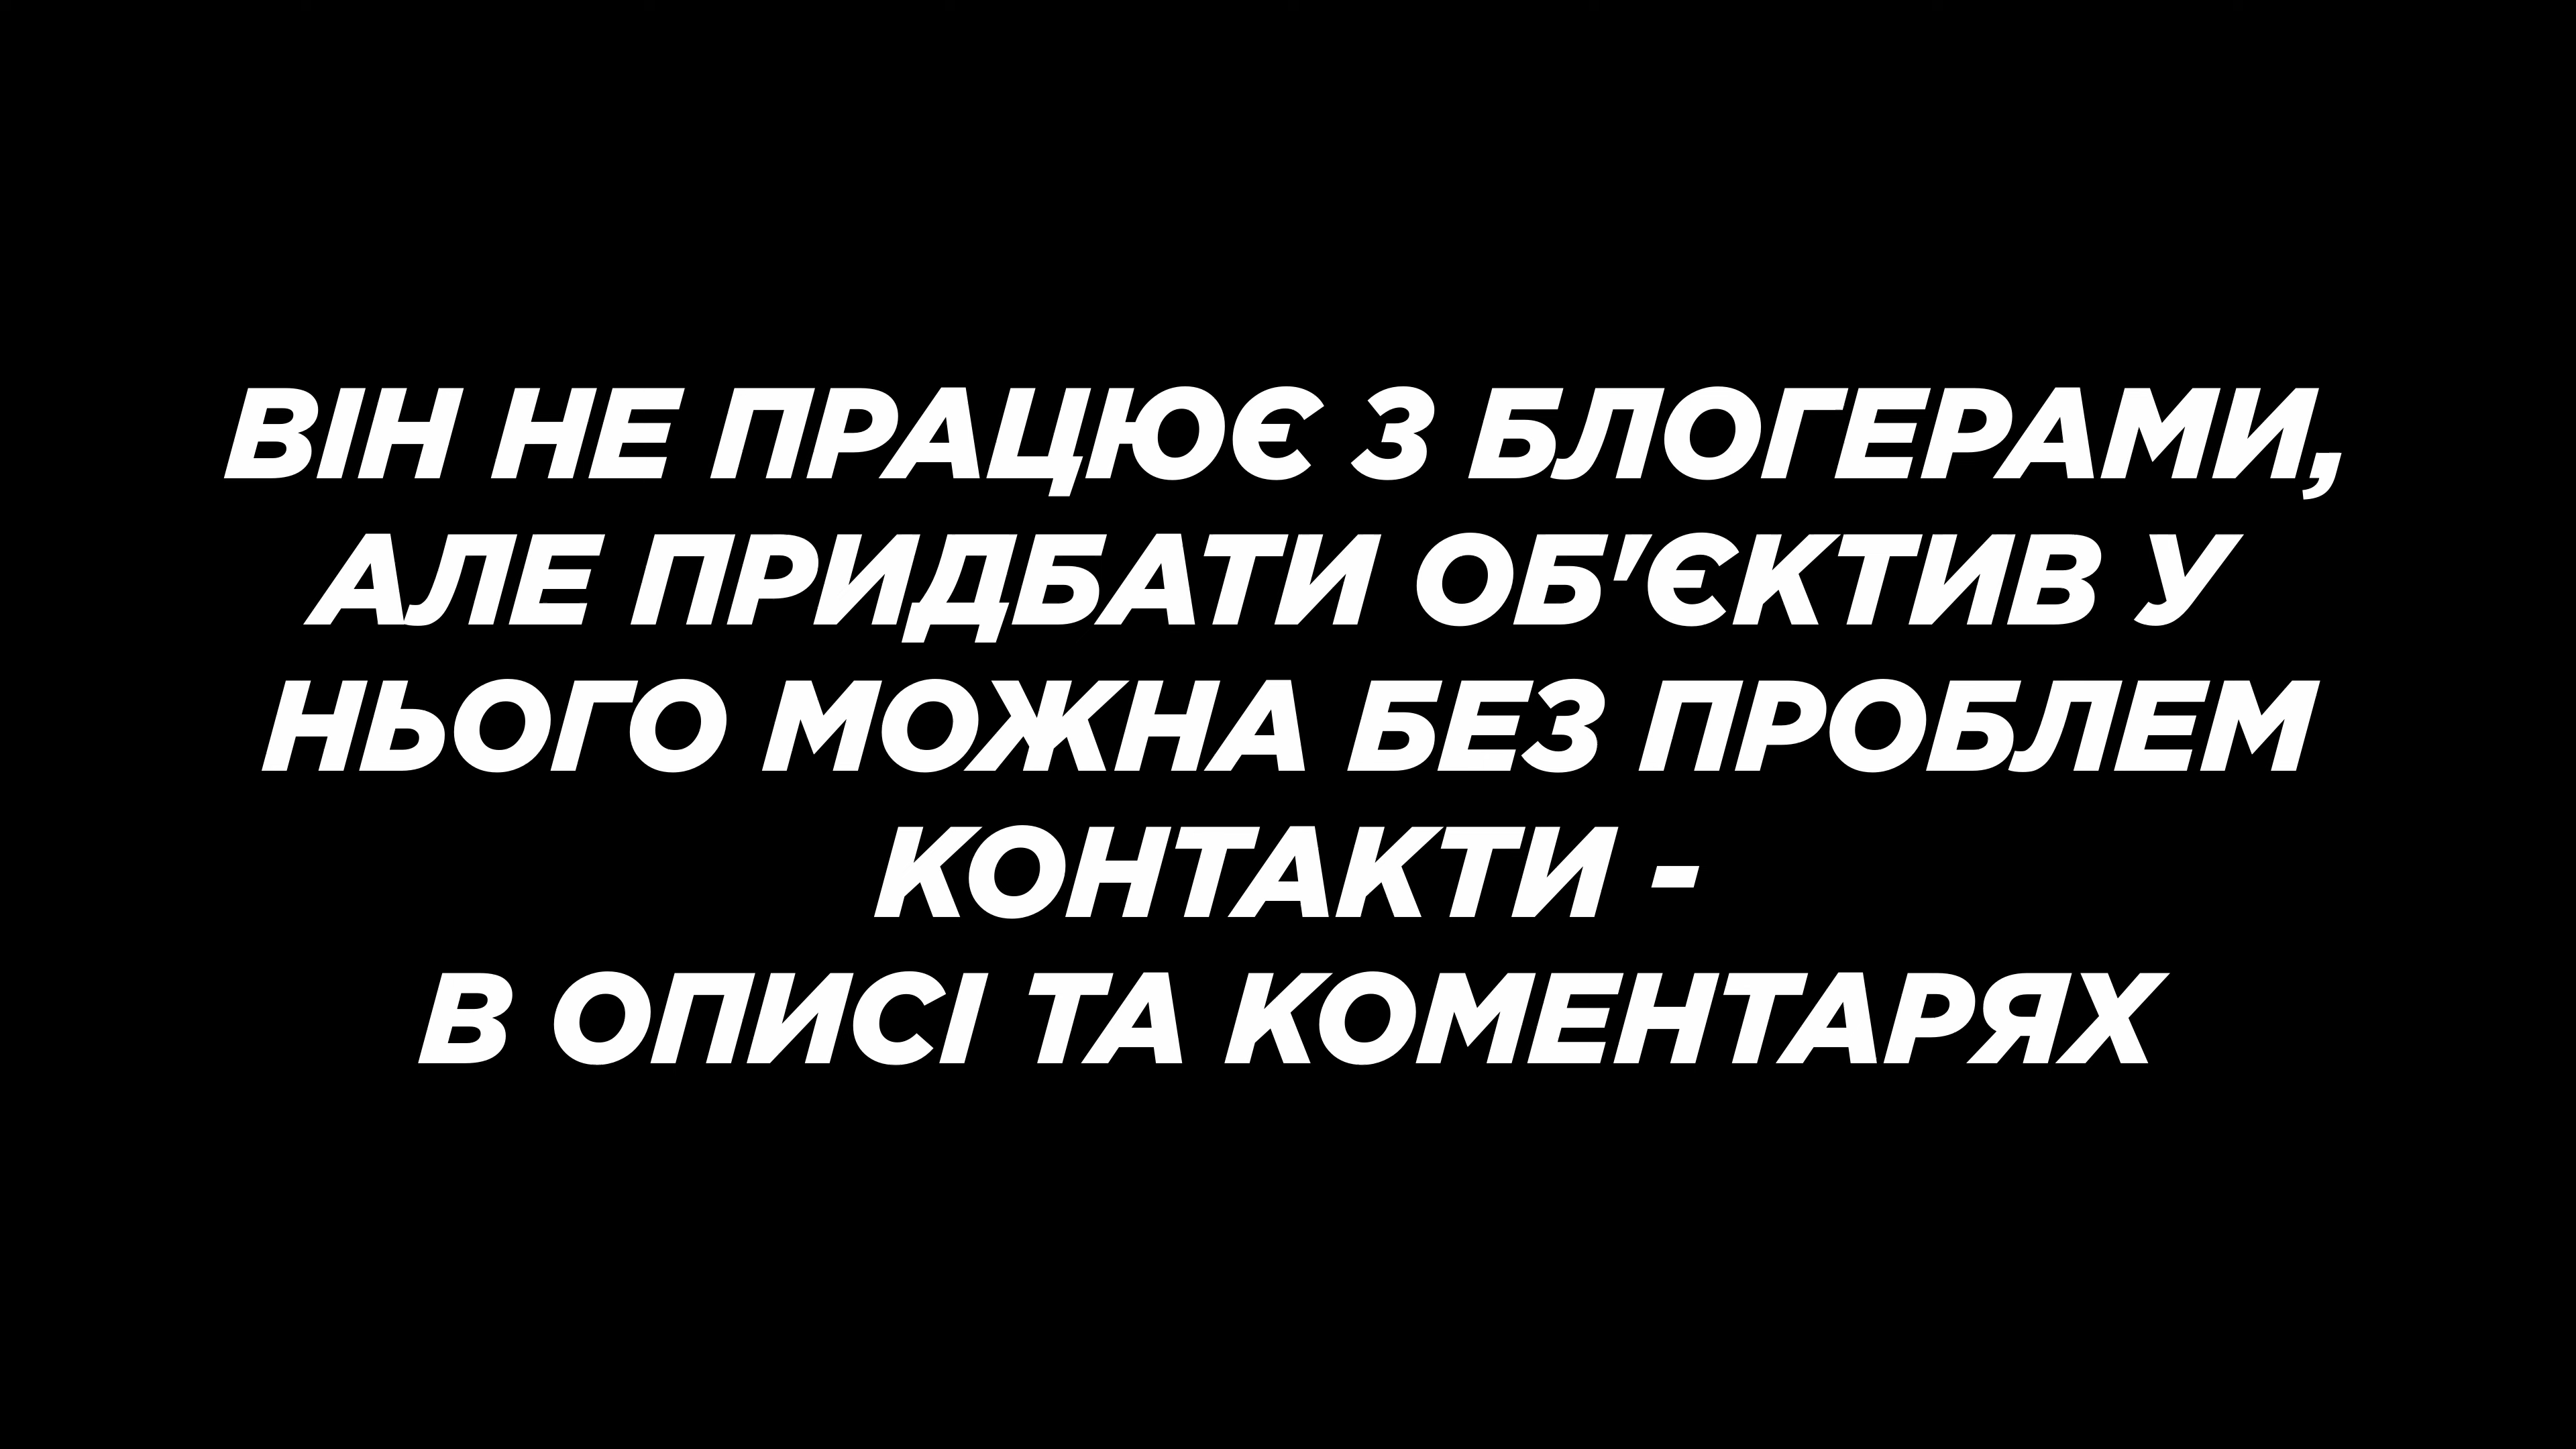 ВІН НЕ ПРАЦЮЄ З БЛОГЕРАМИ,
АЛЕ ПРИДБАТИ ОБ'ЄКТИВ У
НЬОГО МОЖНА БЕЗ ПРОБЛЕМ
КОНТАКТИ -
В ОПИСІ ТА КОМЕНТАРЯХ